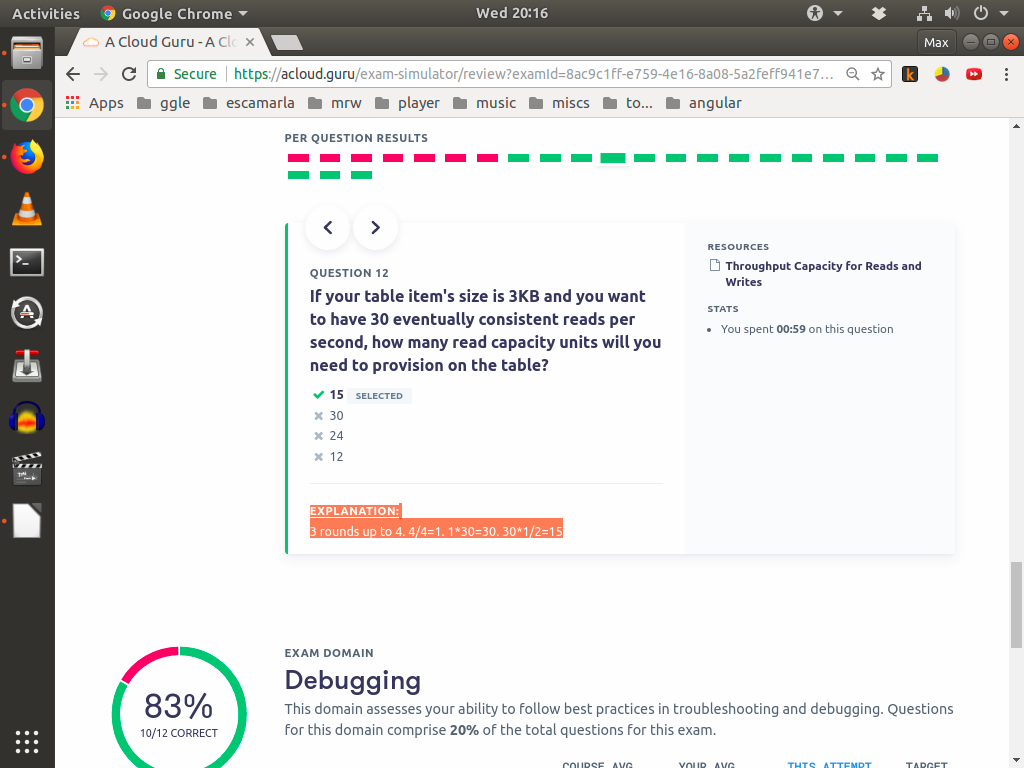 Activities Google Chrome Wed 20:16
A Cloud Guru - A Clo Max
Secure https://acloud.guru/exam-simulator/review?examId=8ac9c1ff-e759-4e16-8a08-5a2feff941e7...
Apps ggle escamarla mrw player music miscs to... angular
PER QUESTION RESULTS
QUESTION 12
If your table item's size is 3KB and you want
to have 30 eventually consistent reads per
second, how many read capacity units will you
need to provision on the table?
15 SELECTED
30
24
12
EXPLANATION:
3 rounds up to 4. 4/4=1. 1*30=30. 30*1/2=15
RESOURCES
Throughput Capacity for Reads and
Writes
STATS
You spent 00:59 on this question
83%
10/12 CORRECT
EXAM DOMAIN
Debugging
This domain assesses your ability to follow best practices in troubleshooting and debugging. Questions
for this domain comprise 20% of the total questions for this exam.
COURSE AVG YOUR AVG THIS ATTEMPT TARGET